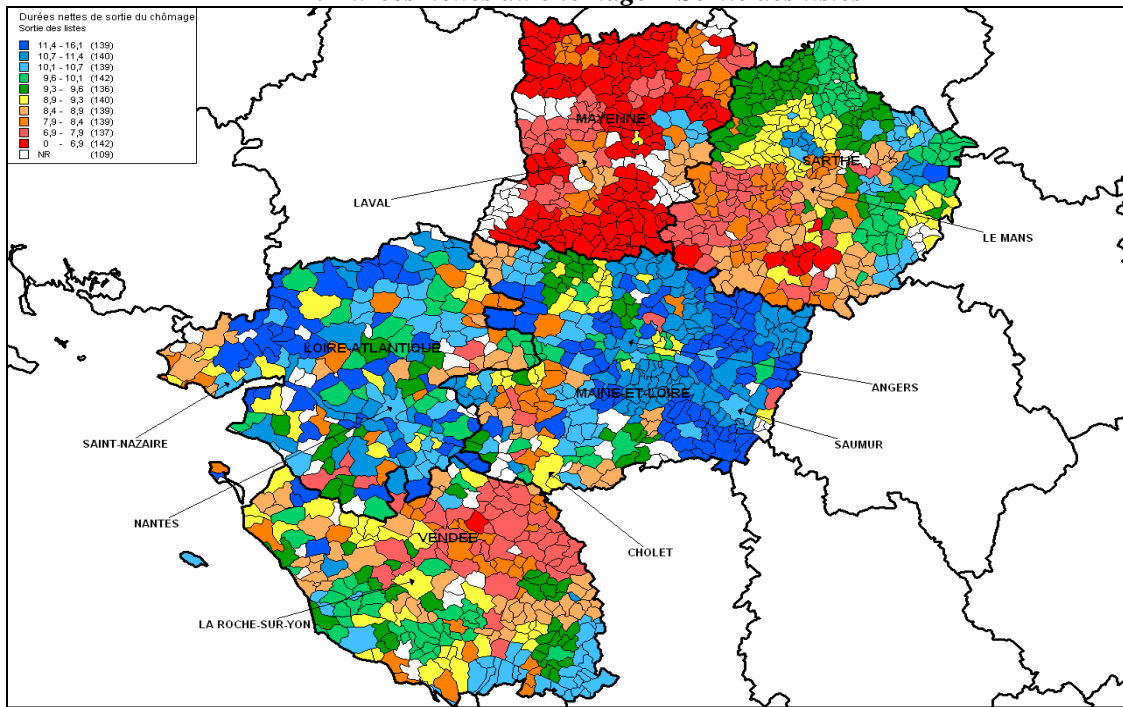 Durées nettes de sortie du chômage
Sortie des listes
11,4 - 16,1 (139)
10,7 - 11,4 (140)
10,1 - 10,7 (139)
9,6 - 10,1 (142)
9,3 - 9,6 (136)
8,9 - 9,3 (140)
8,4 - 8,9 (139)
7,9 - 8,4 (139)
6,9 - 7,9 (137)
0 - 6,9 (142)
NR (109)
MAYENNE
SARTHE
LAVAL
LE MANS
LOIRE-ATLANTIQUE
ANGERS
MAINE-ET-LOIRE
SAINT-NAZAIRE
SAUMUR
NANTES
VENDEE
CHOLET
LA ROCHE-SUR-YON